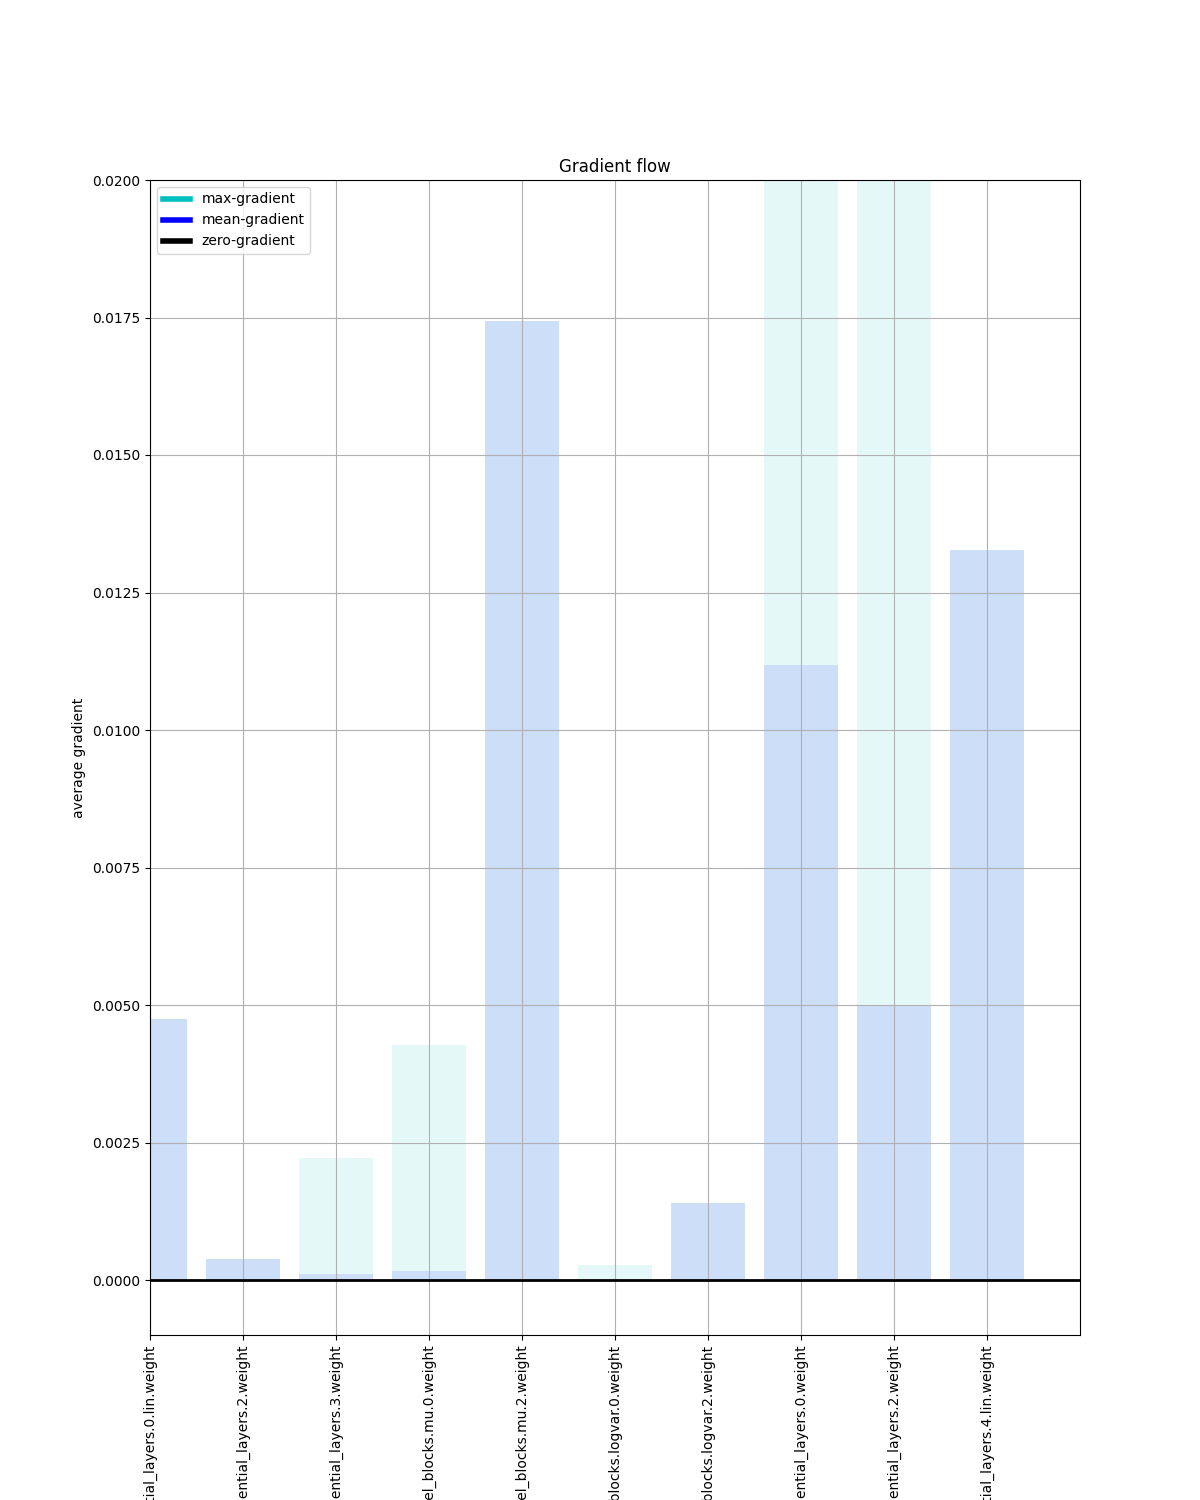 Gradient flow
max-gradient
mean-gradient
zero-gradient
0.0200
0.0175
0.0150
0.0125
0.0100
0.0075
0.0050
0.0025
0.0000
average gradient
tial_layers.0.lin.weight
ential_layers.2.weight
ential_layers.3.weight
el_blocks.mu.0.weight
el_blocks.mu.2.weight
blocks.logvar.0.weight
blocks.logvar.2.weight
ential_layers.0.weight
ential_layers.2.weight
tial_layers.4.lin.weight